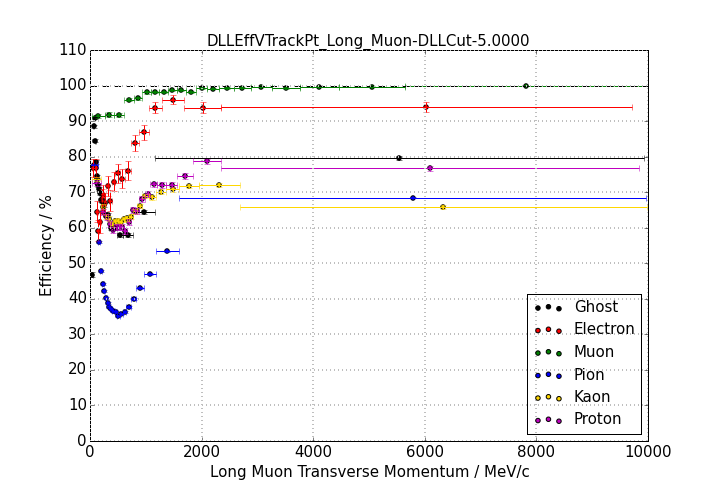 DLLEffVTrackPt_Long_Muon-DLLCut-5.0000
110
100
90
80
70
60
50
40
30
20
10
0
Efficiency / %
0 2000 4000 6000 8000 10000
Long Muon Transverse Momentum / MeV/c
Ghost
Electron
Muon
Pion
Kaon
Proton